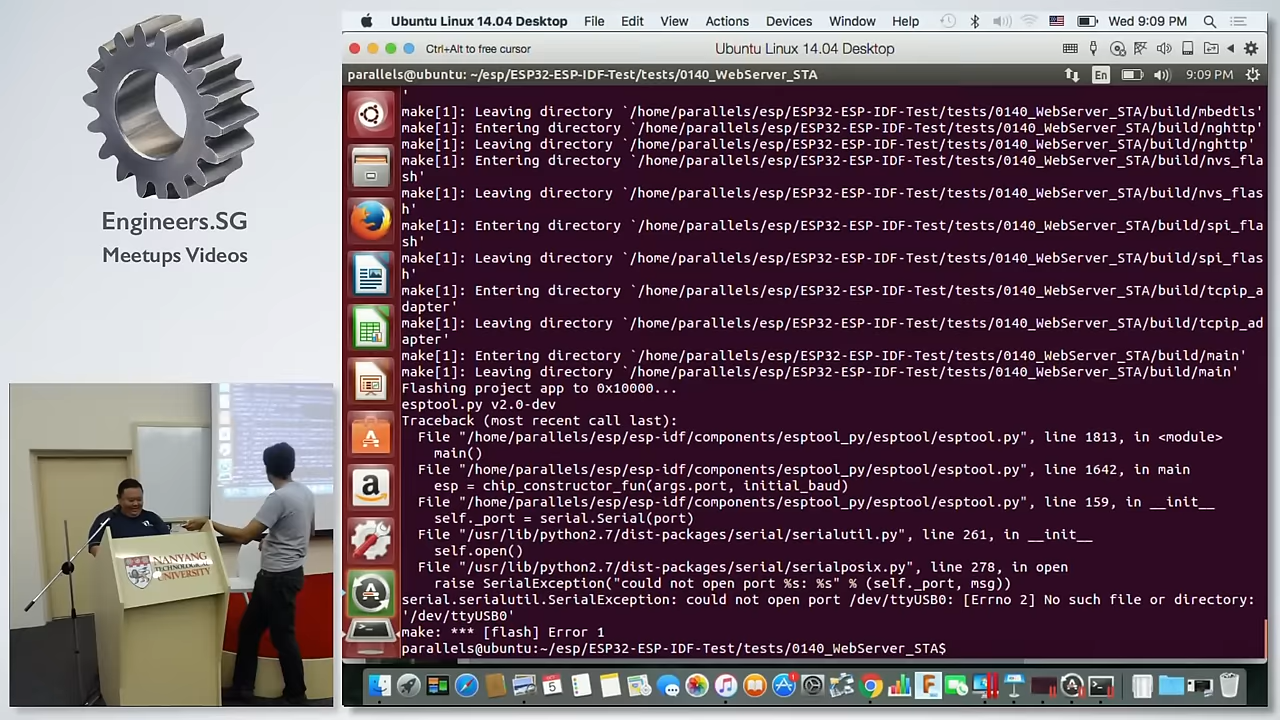 Engineers.SG
Meetups Videos
NANYANG
TECHNOLOGICAL
UNIVERSITY
Ubuntu Linux 14.04 Desktop File Edit View Actions Devices Window Help Wed 9:09 PM
Ctrl+Alt to free cursor Ubuntu Linux 14.04 Desktop
parallels@ubuntu: ~/esp/ESP32-ESP-IDF-Test/tests/0140_WebServer_STA En 9:09 PM
'
make[1]: Leaving directory `/home/parallels/esp/ESP32-ESP-IDF-Test/tests/0140_WebServer_STA/build/mbedtls'
make[1]: Entering directory `/home/parallels/esp/ESP32-ESP-IDF-Test/tests/0140_WebServer_STA/build/nghttp'
make[1]: Leaving directory `/home/parallels/esp/ESP32-ESP-IDF-Test/tests/0140_WebServer_STA/build/nghttp'
make[1]: Entering directory `/home/parallels/esp/ESP32-ESP-IDF-Test/tests/0140_WebServer_STA/build/nvs_fla
sh'
make[1]: Leaving directory `/home/parallels/esp/ESP32-ESP-IDF-Test/tests/0140_WebServer_STA/build/nvs_flas
h'
make[1]: Entering directory `/home/parallels/esp/ESP32-ESP-IDF-Test/tests/0140_WebServer_STA/build/spi_fla
sh'
make[1]: Leaving directory `/home/parallels/esp/ESP32-ESP-IDF-Test/tests/0140_WebServer_STA/build/spi_flas
h'
make[1]: Entering directory `/home/parallels/esp/ESP32-ESP-IDF-Test/tests/0140_WebServer_STA/build/tcpip_a
dapter'
make[1]: Leaving directory `/home/parallels/esp/ESP32-ESP-IDF-Test/tests/0140_WebServer_STA/build/tcpip_ad
apter'
make[1]: Entering directory `/home/parallels/esp/ESP32-ESP-IDF-Test/tests/0140_WebServer_STA/build/main'
make[1]: Leaving directory `/home/parallels/esp/ESP32-ESP-IDF-Test/tests/0140_WebServer_STA/build/main'
Flashing project app to 0x10000...
esptool.py v2.0-dev
Traceback (most recent call last):
File "/home/parallels/esp/esp-idf/components/esptool_py/esptool/esptool.py", line 1813, in <module>
main()
File "/home/parallels/esp/esp-idf/components/esptool_py/esptool/esptool.py", line 1642, in main
esp = chip_constructor_fun(args.port, initial_baud)
File "/home/parallels/esp/esp-idf/components/esptool_py/esptool/esptool.py", line 159, in __init__
self._port = serial.Serial(port)
File "/usr/lib/python2.7/dist-packages/serial/serialutil.py", line 261, in __init__
self.open()
File "/usr/lib/python2.7/dist-packages/serial/serialposix.py", line 278, in open
raise SerialException("could not open port %s: %s" % (self._port, msg))
serial.serialutil.SerialException: could not open port /dev/ttyUSB0: [Errno 2] No such file or directory:
'/dev/ttyUSB0'
make: *** [flash] Error 1
parallels@ubuntu:~/esp/ESP32-ESP-IDF-Test/tests/0140_WebServer_STA$